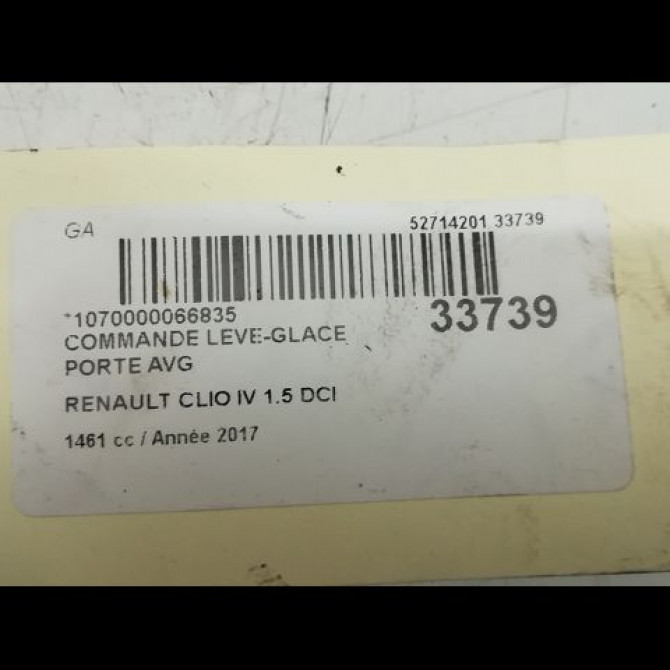 GA
52714201 33739
*1070000066835
33739
COMMANDE LEVE-GLACE
PORTE AVG
RENAULT CLIO IV 1.5 DCI
1461 cc / Année 2017